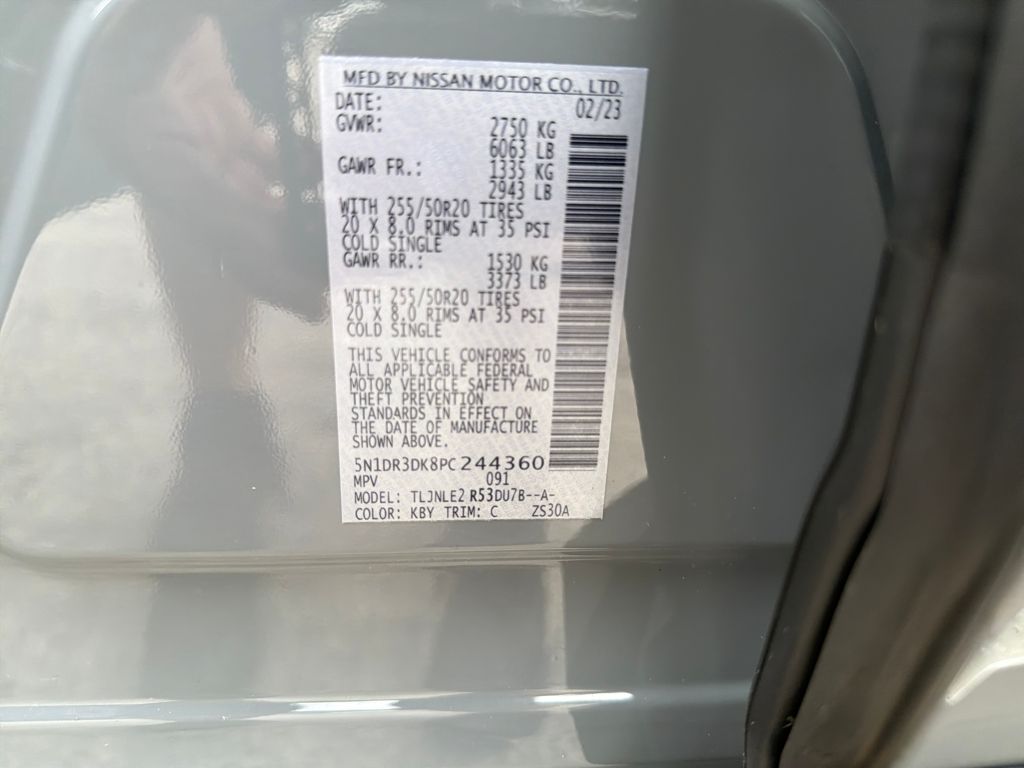 MFD BY NISSAN MOTOR CO., LTD.
DATE: 02/23
GVWR: 2750 KG
6063 LB
GAWR FR.: 1335 KG
2943 LB
WITH 255/50R20 TIRES
20 X 8.0 RIMS AT 35 PSI
COLD SINGLE
GAWR RR.: 1530 KG
3373 LB
WITH 255/50R20 TIRES
20 X 8.0 RIMS AT 35 PSI
COLD SINGLE
THIS VEHICLE CONFORMS TO
ALL APPLICABLE FEDERAL
MOTOR VEHICLE SAFETY AND
THEFT PREVENTION
STANDARDS IN EFFECT ON
THE DATE OF MANUFACTURE
SHOWN ABOVE.
5N1DR3DK8PC244360
MPV 091
MODEL: TLJNLE2 R53DU7B--A-
COLOR: KBY TRIM: C ZS30A